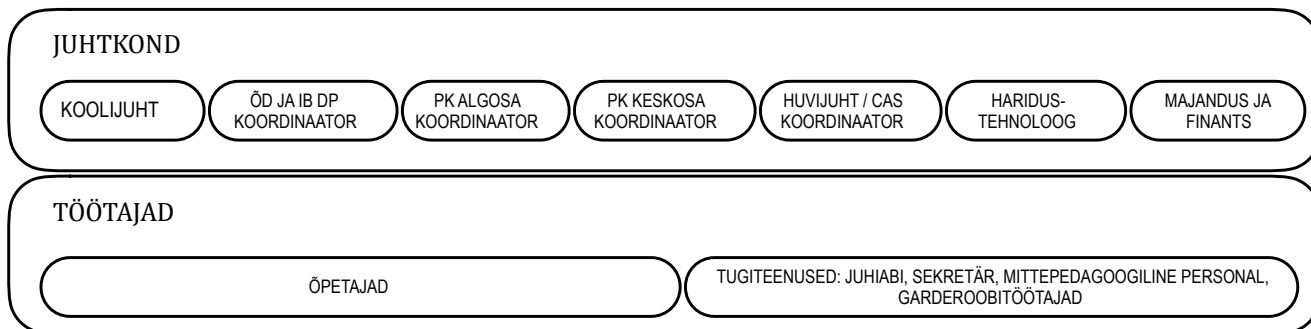 JUHTKOND
KOOLIJUHT
ÕD JA IB DP
KOORDINAATOR
PK ALGOSA
KOORDINAATOR
PK KESKOSA
KOORDINAATOR
HUVIJUHT / CAS
KOORDINAATOR
HARIDUS-
TEHNOLOOG
MAJANDUS JA
FINANTS
TÖÖTAJAD
ÕPETAJAD
TUGITEENUSED: JUHIABI, SEKRETÄR, MITTEPEDAGOOGILINE PERSONAL,
GARDEROOBITÖÖTAJAD